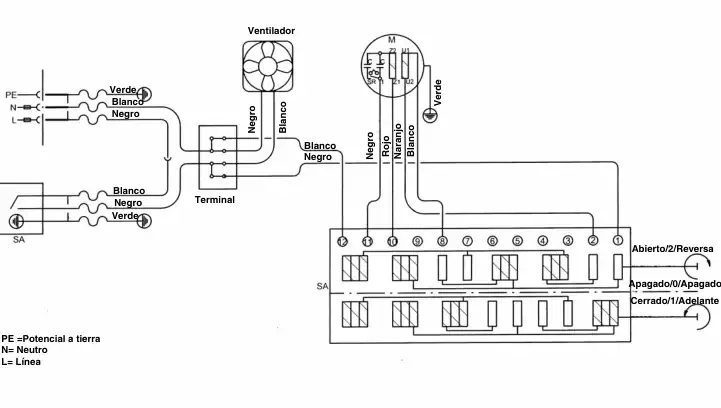 Ventilador
M
Z2 U1
C C
SR 1 Z1 U2
PE
Verde
N
Blanco
L
Negro
Negro
Blanco
Verde
Negro
Rojo
Naranjo
Blanco
Blanco
Negro
Blanco
Negro
Verde
SA
Terminal
12 11 10 9 8 7 6 5 4 3 2 1
Abierto/2/Reversa
SA
Apagado/0/Apagado
Cerrado/1/Adelante
PE =Potencial a tierra
N= Neutro
L= Línea